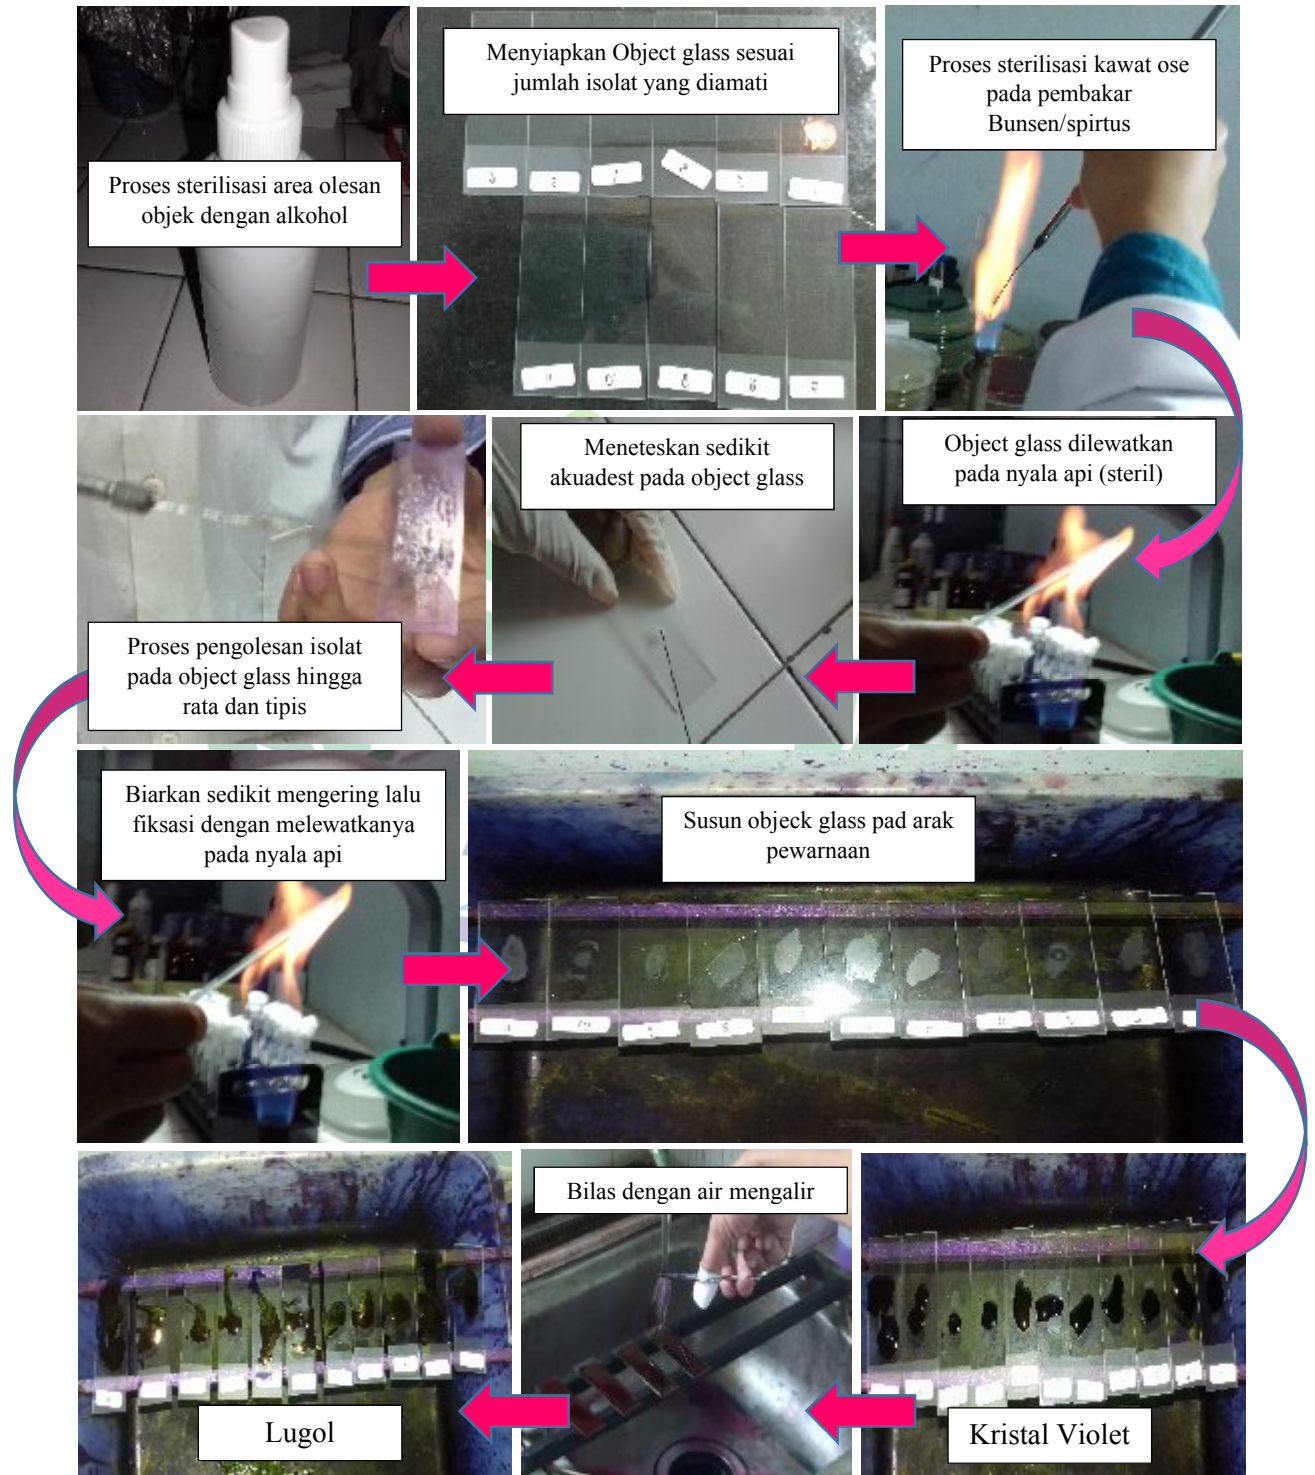 Proses sterilisasi area olesan
objek dengan alkohol
Menyiapkan Object glass sesuai
jumlah isolat yang diamati
Proses sterilisasi kawat ose
pada pembakar
Bunsen/spirtus
Object glass dilewatkan
pada nyala api (steril)
Meneteskan sedikit
akuadest pada object glass
Proses pengolesan isolat
pada object glass hingga
rata dan tipis
Biarkan sedikit mengering lalu
fiksasi dengan melewatkanya
pada nyala api
Susun objeck glass pad arak
pewarnaan
Kristal Violet
Bilas dengan air mengalir
Lugol